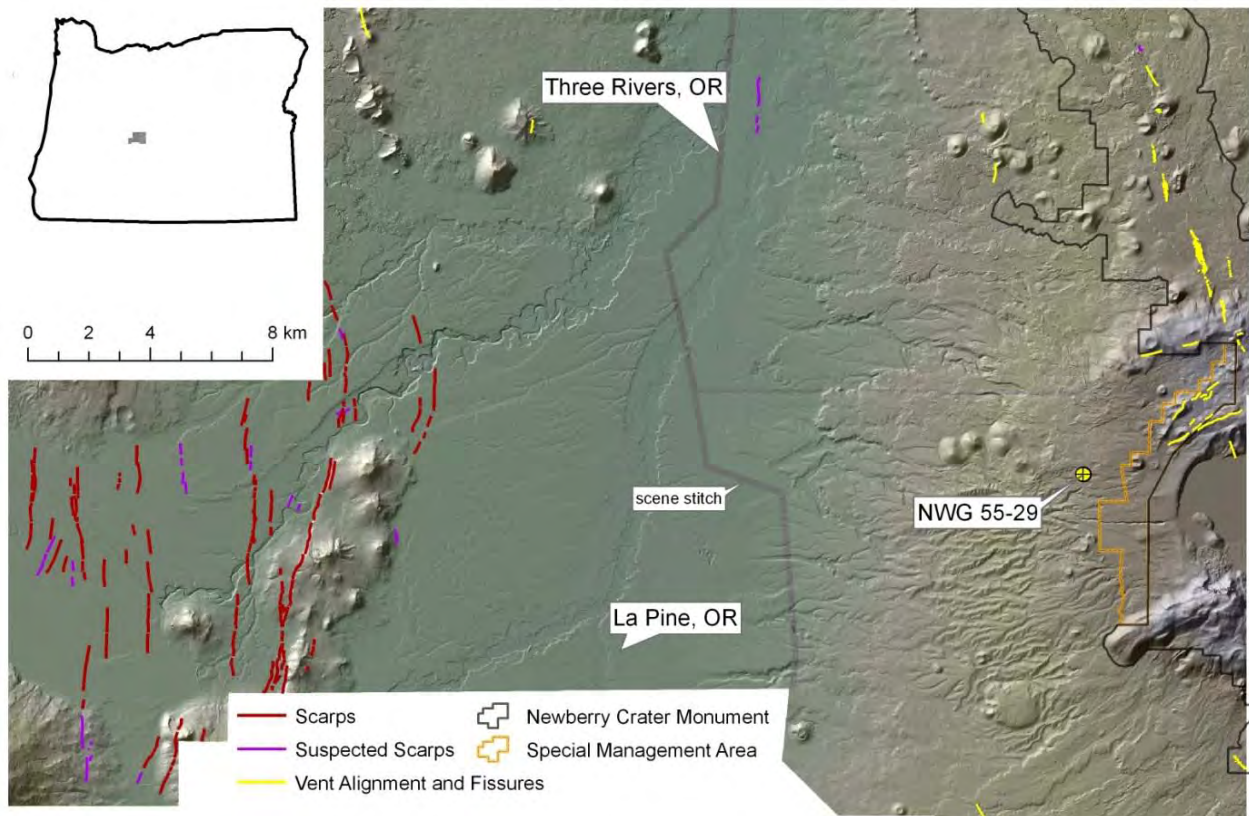 Three Rivers, OR
0 2 4 8 km
scene stitch
NWG 55-29
La Pine, OR
Scarps
Newberry Crater Monument
Suspected Scarps
Special Management Area
Vent Alignment and Fissures